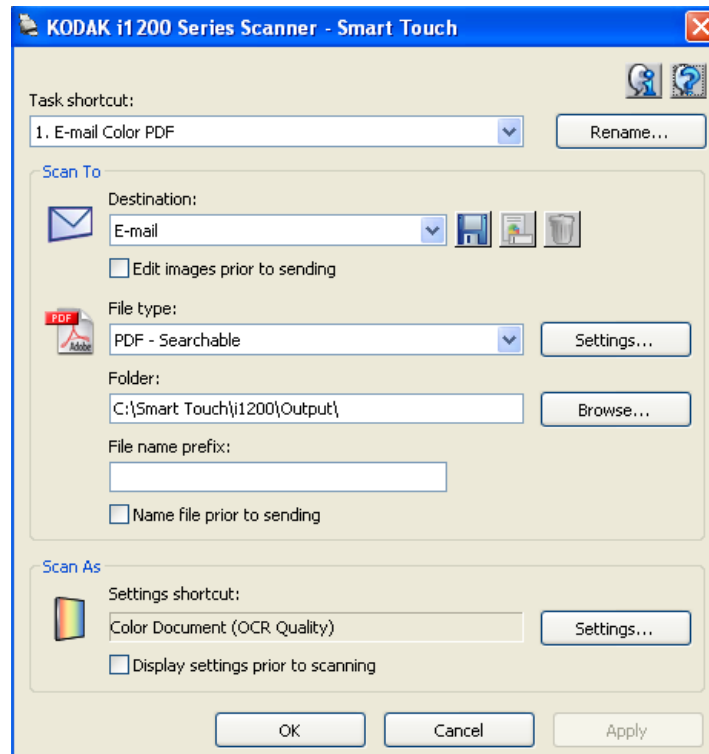 KODAK i1200 Series Scanner - Smart Touch
Task shortcut:
1. E-mail Color PDF
Rename...
Scan To
Destination:
E-mail
Edit images prior to sending
File type:
PDF
Adobe
PDF - Searchable
Settings...
Folder:
C:\Smart Touch\i1200\Output\
Browse...
File name prefix:
Name file prior to sending
Scan As
Settings shortcut:
Color Document (OCR Quality)
Settings...
Display settings prior to scanning
OK
Cancel
Apply